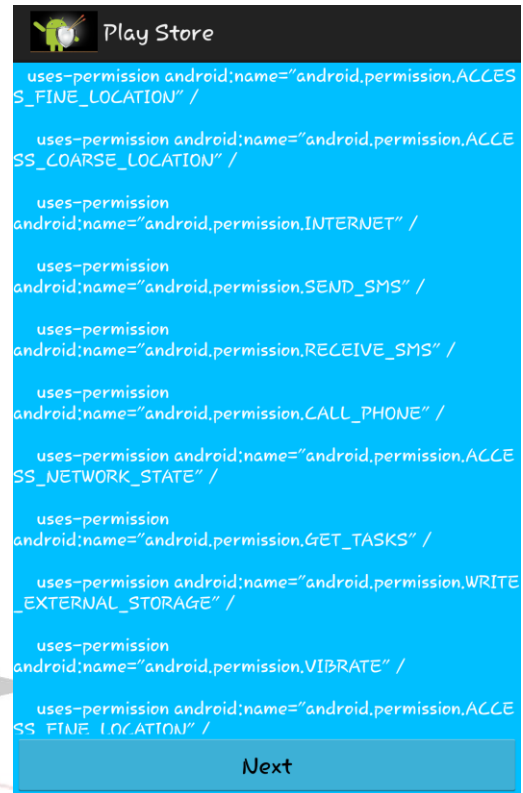 Play Store
uses-permission android:name="android.permission.ACCES
S_FINE_LOCATION" /
uses-permission android:name="android.permission.ACCE
SS_COARSE_LOCATION" /
uses-permission
android:name="android.permission.INTERNET" /
uses-permission
android:name="android.permission.SEND_SMS" /
uses-permission
android:name="android.permission.RECEIVE_SMS" /
uses-permission
android:name="android.permission.CALL_PHONE" /
uses-permission android:name="android.permission.ACCE
SS_NETWORK_STATE" /
uses-permission
android:name="android.permission.GET_TASKS" /
uses-permission android:name="android.permission.WRITE
_EXTERNAL_STORAGE" /
uses-permission
android:name="android.permission.VIBRATE" /
uses-permission android:name="android.permission.ACCE
SS_FINE_LOCATION" /
Next